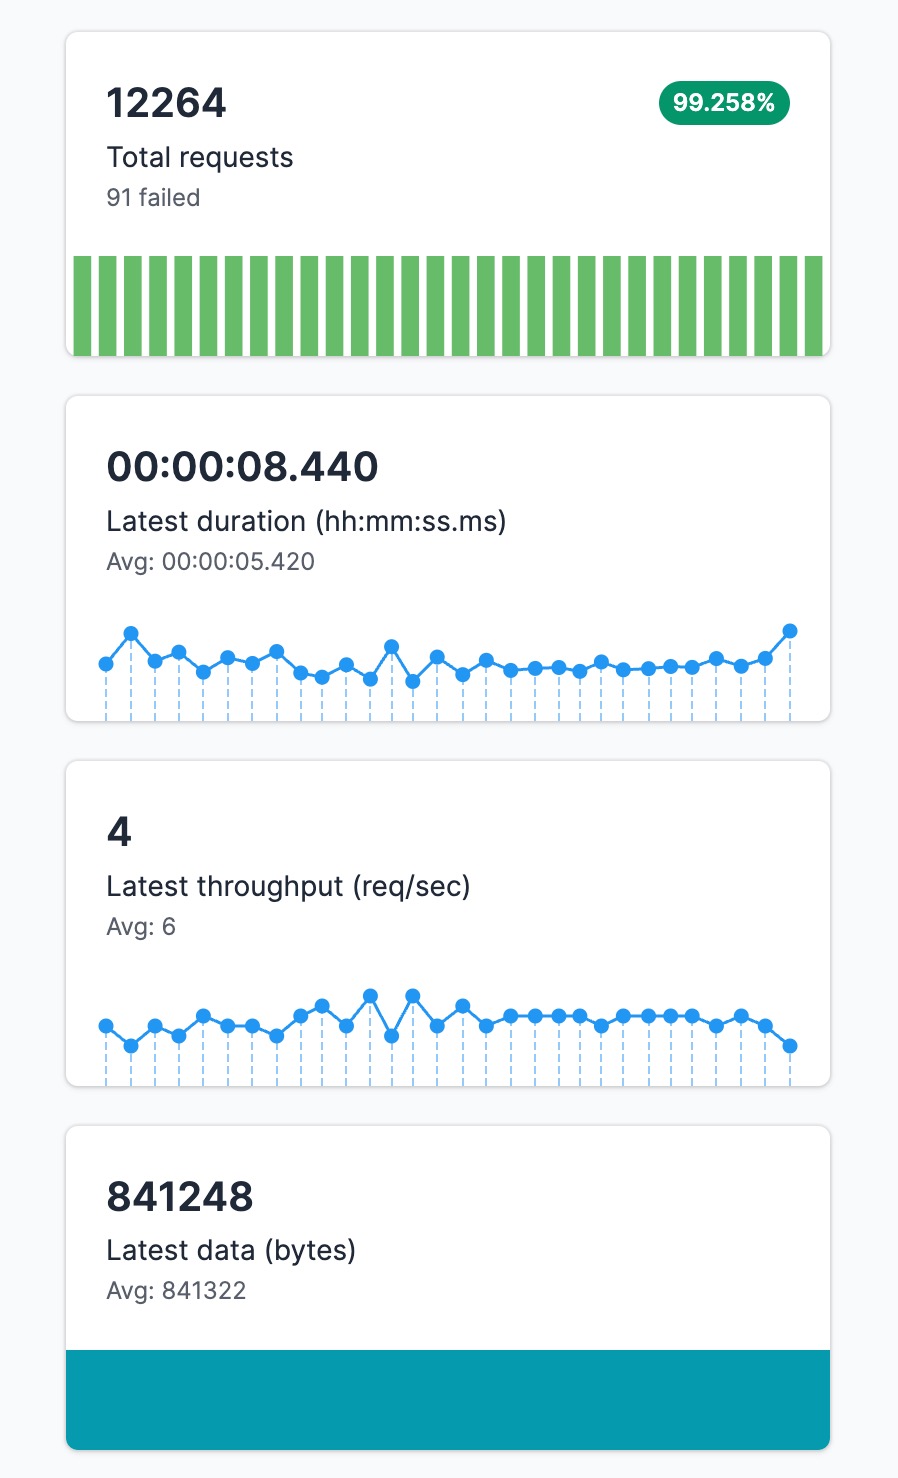 12264
99.258%
Total requests
91 failed
00:00:08.440
Latest duration (hh:mm:ss.ms)
Avg: 00:00:05.420
4
Latest throughput (req/sec)
Avg: 6
841248
Latest data (bytes)
Avg: 841322